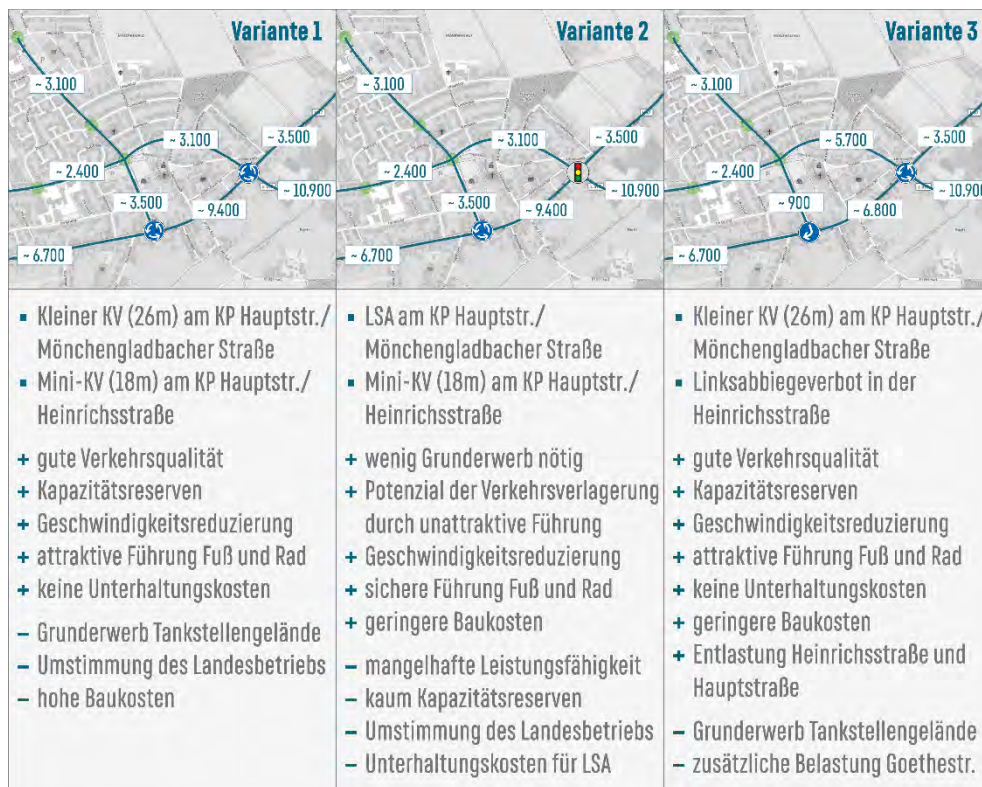 Variante 1
~ 3.100
~ 3.100
~ 3.500
~ 2.400
~ 10.900
~ 3.500
~ 9.400
~ 6.700
▪ Kleiner KV (26m) am KP Hauptstr./
Mönchengladbacher Straße
▪ Mini-KV (18m) am KP Hauptstr./
Heinrichsstraße
+ gute Verkehrsqualität
+ Kapazitätsreserven
+ Geschwindigkeitsreduzierung
+ attraktive Führung Fuß und Rad
+ keine Unterhaltungskosten
– Grunderwerb Tankstellengelände
– Umstimmung des Landesbetriebs
– hohe Baukosten
Variante 2
~ 3.100
~ 3.100
~ 3.500
~ 2.400
~ 10.900
~ 3.500
~ 9.400
~ 6.700
▪ LSA am KP Hauptstr./
Mönchengladbacher Straße
▪ Mini-KV (18m) am KP Hauptstr./
Heinrichsstraße
+ wenig Grunderwerb nötig
+ Potenzial der Verkehrsverlagerung
durch unattraktive Führung
+ Geschwindigkeitsreduzierung
+ sichere Führung Fuß und Rad
+ geringere Baukosten
– mangelhafte Leistungsfähigkeit
– kaum Kapazitätsreserven
– Umstimmung des Landesbetriebs
– Unterhaltungskosten für LSA
Variante 3
~ 3.100
~ 5.700
~ 3.500
~ 2.400
~ 10.900
~ 900
~ 6.800
~ 6.700
▪ Kleiner KV (26m) am KP Hauptstr./
Mönchengladbacher Straße
▪ Linksabbiegeverbot in der
Heinrichsstraße
+ gute Verkehrsqualität
+ Kapazitätsreserven
+ Geschwindigkeitsreduzierung
+ attraktive Führung Fuß und Rad
+ keine Unterhaltungskosten
+ geringere Baukosten
+ Entlastung Heinrichsstraße und
Hauptstraße
– Grunderwerb Tankstellengelände
– zusätzliche Belastung Goethestr.